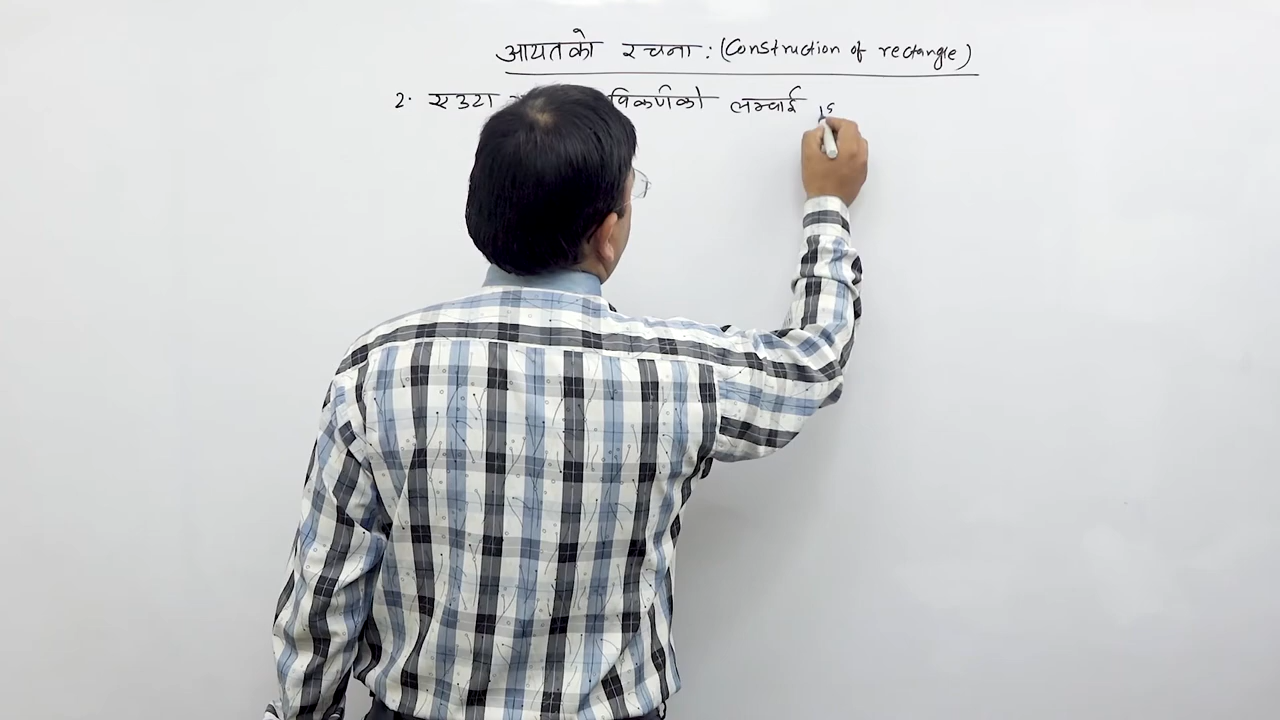 आयतको रचना : (Construction of rectangle)
2. एउटा विकर्णको लम्बाई